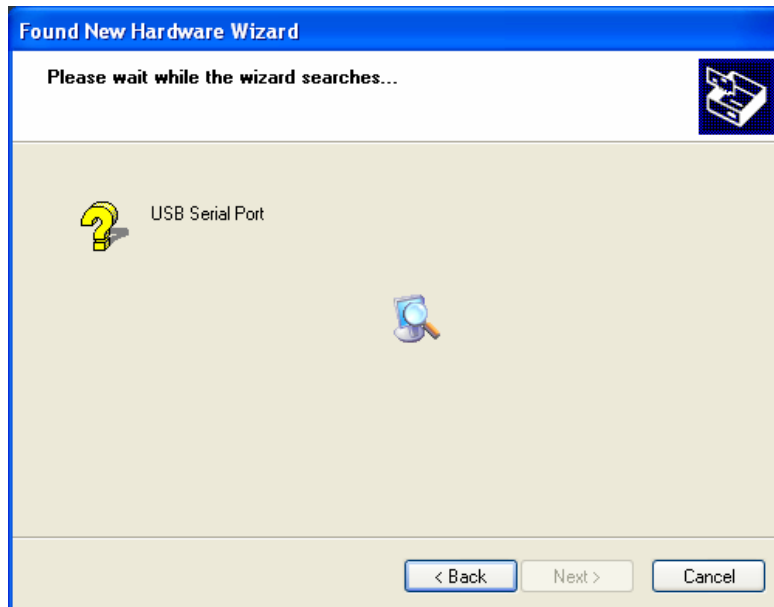 Found New Hardware Wizard
Please wait while the wizard searches...
USB Serial Port
< Back Next > Cancel